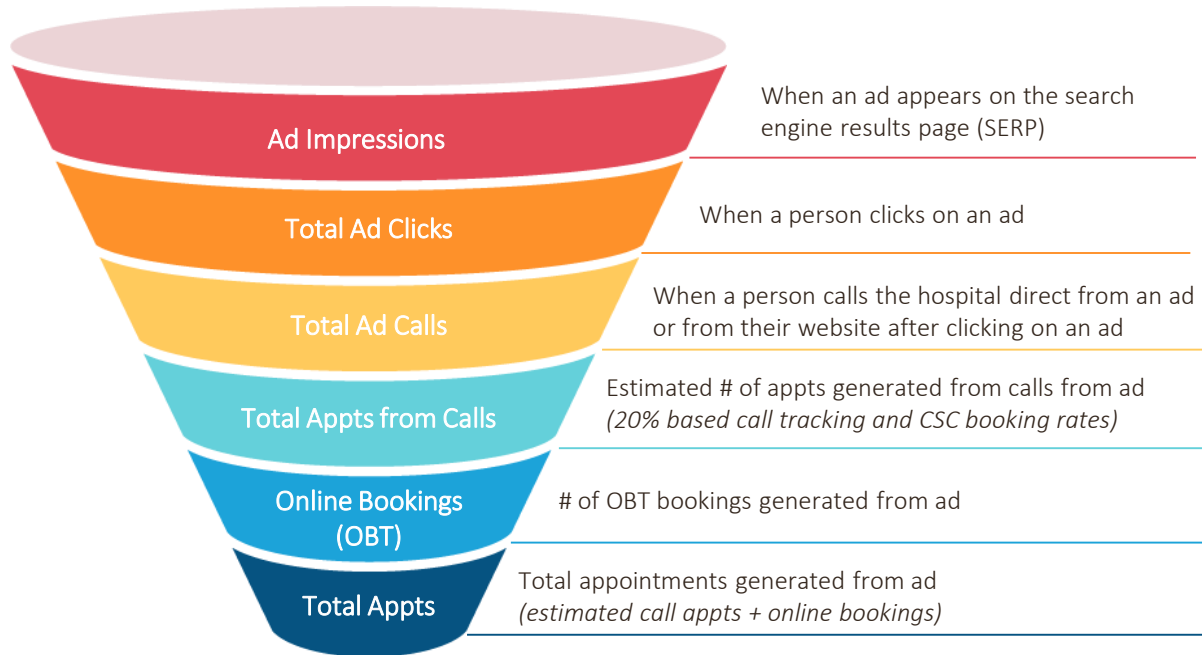 Ad Impressions
When an ad appears on the search
engine results page (SERP)
Total Ad Clicks
When a person clicks on an ad
Total Ad Calls
When a person calls the hospital direct from an ad
or from their website after clicking on an ad
Total Appts from Calls
Estimated # of appts generated from calls from ad
(20% based call tracking and CSC booking rates)
Online Bookings
(OBT)
# of OBT bookings generated from ad
Total Appts
Total appointments generated from ad
(estimated call appts + online bookings)